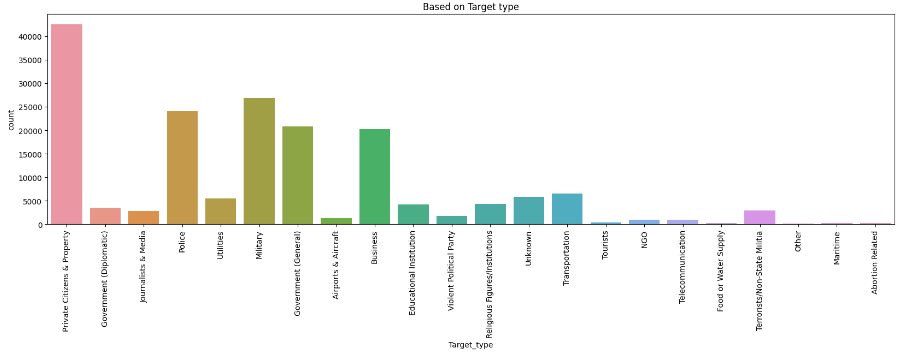 Based on Target type
count
40000
35000
30000
25000
20000
15000
10000
5000
0
Private Citizens & Property
Government (Diplomatic)
Journalists & Media
Police
Utilities
Military
Government (General)
Airports & Aircraft
Business
Educational Institution
Violent Political Party
Religious Figures/Institutions
Unknown
Transportation
Tourists
NGO
Telecommunication
Food or Water Supply
Terrorists/Non-State Militia
Other
Maritime
Abortion Related
Target_type